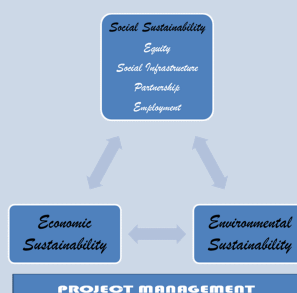 Social Sustainability
Equity
Social Infrastructure
Partnership
Employment
Economic
Sustainability
Environmental
Sustainability
PROJECT MANAGEMENT